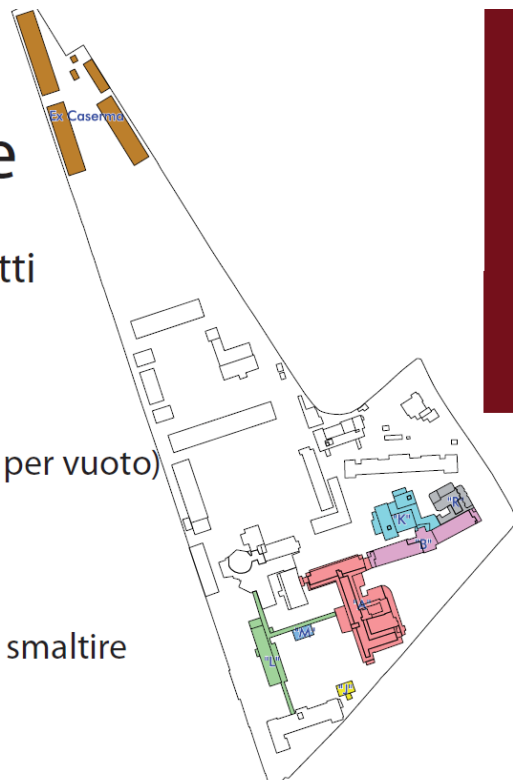 Ex Caserma
e
tti
per vuoto)
"R"
"K"
"B"
"A"
"M"
smaltire
"L"
"J"